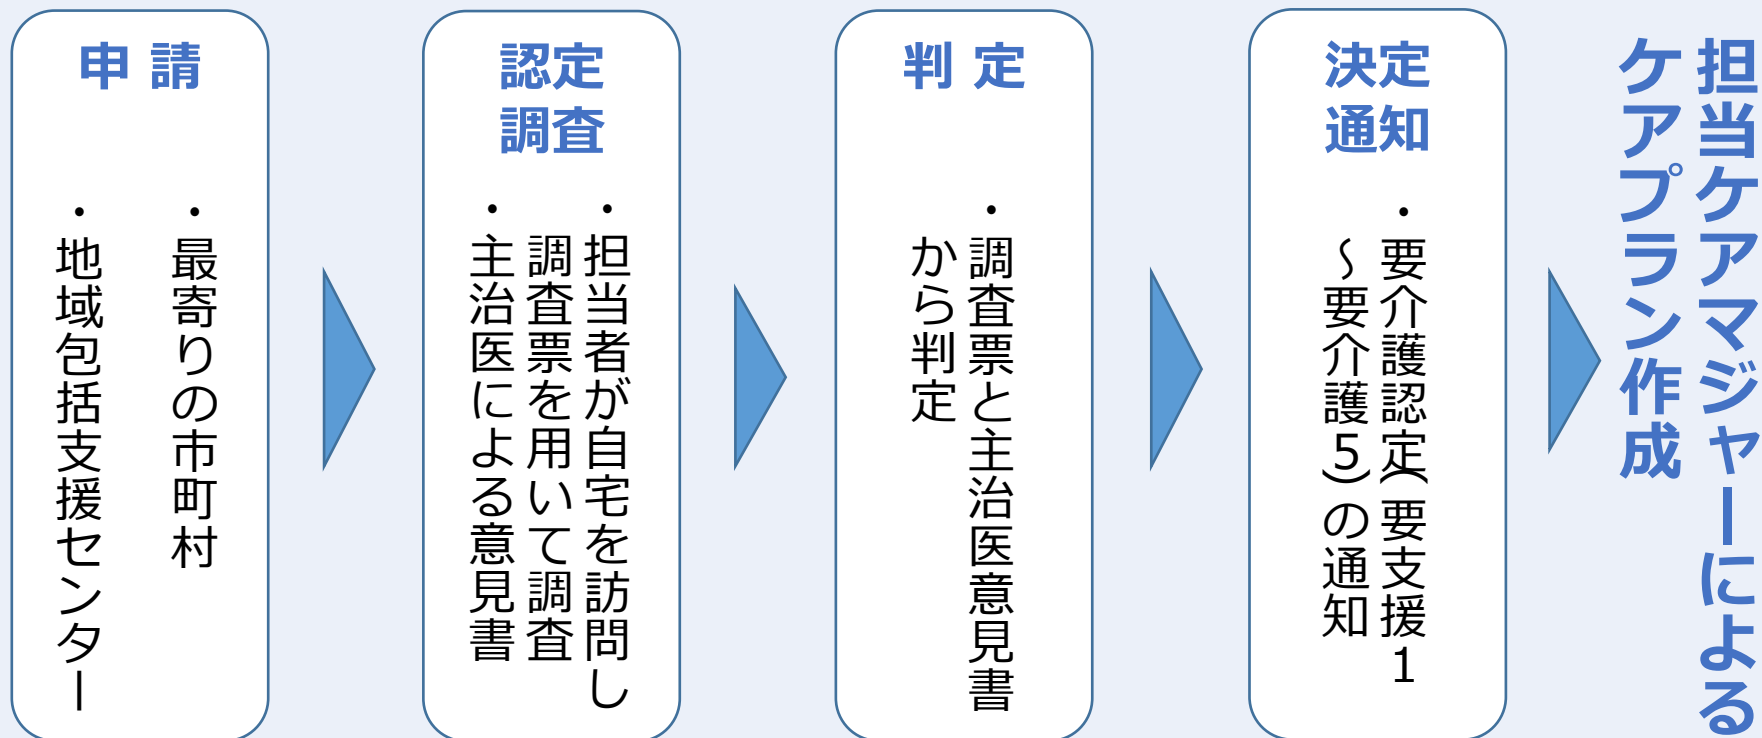 申 請
・最寄りの市町村
・地域包括支援センター
認定
調査
・担当者が自宅を訪問し
調査票を用いて調査
・主治医による意見書
判 定
・調査票と主治医意見書
から判定
決定
通知
・要介護認定(要支援1
~要介護5)の通知
担当ケアマジャーによる
ケアプラン作成